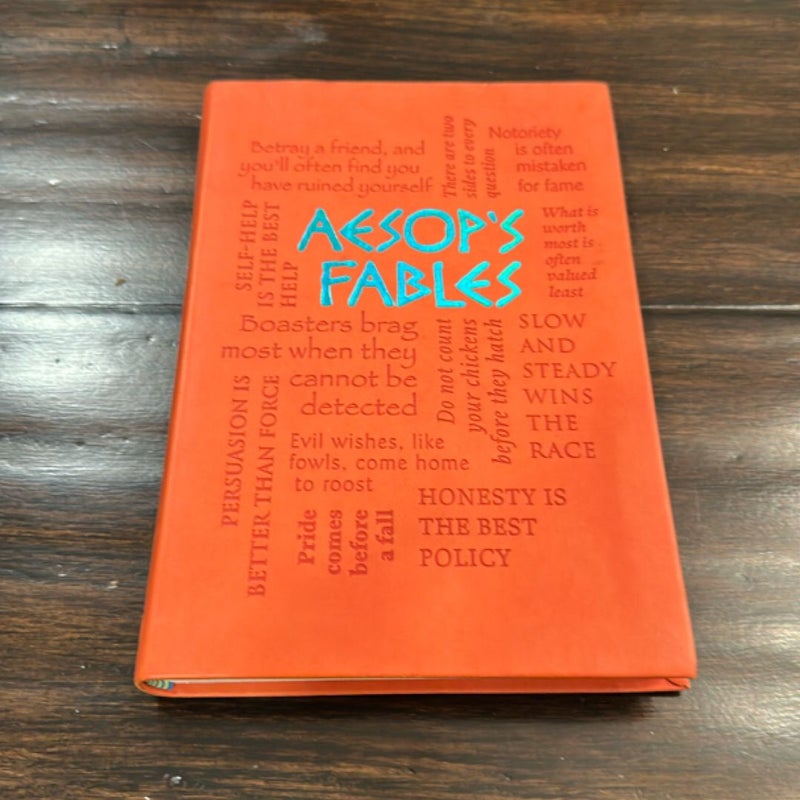 Betray a friend, and
you'll often find you
have ruined yourself
There are two
sides to every
question
Notoriety
is often
mistaken
for fame
SELF-HELP
IS THE BEST
HELP
AESOP'S
FABLES
What is
worth
most is
often
valued
least
Boasters brag
most when they
cannot be
detected
Do not count
your chickens
before they hatch
SLOW
AND
STEADY
WINS
THE
RACE
PERSUASION IS
BETTER THAN FORCE
Evil wishes, like
fowls, come home
to roost
Pride
comes
before
a fall
HONESTY IS
THE BEST
POLICY